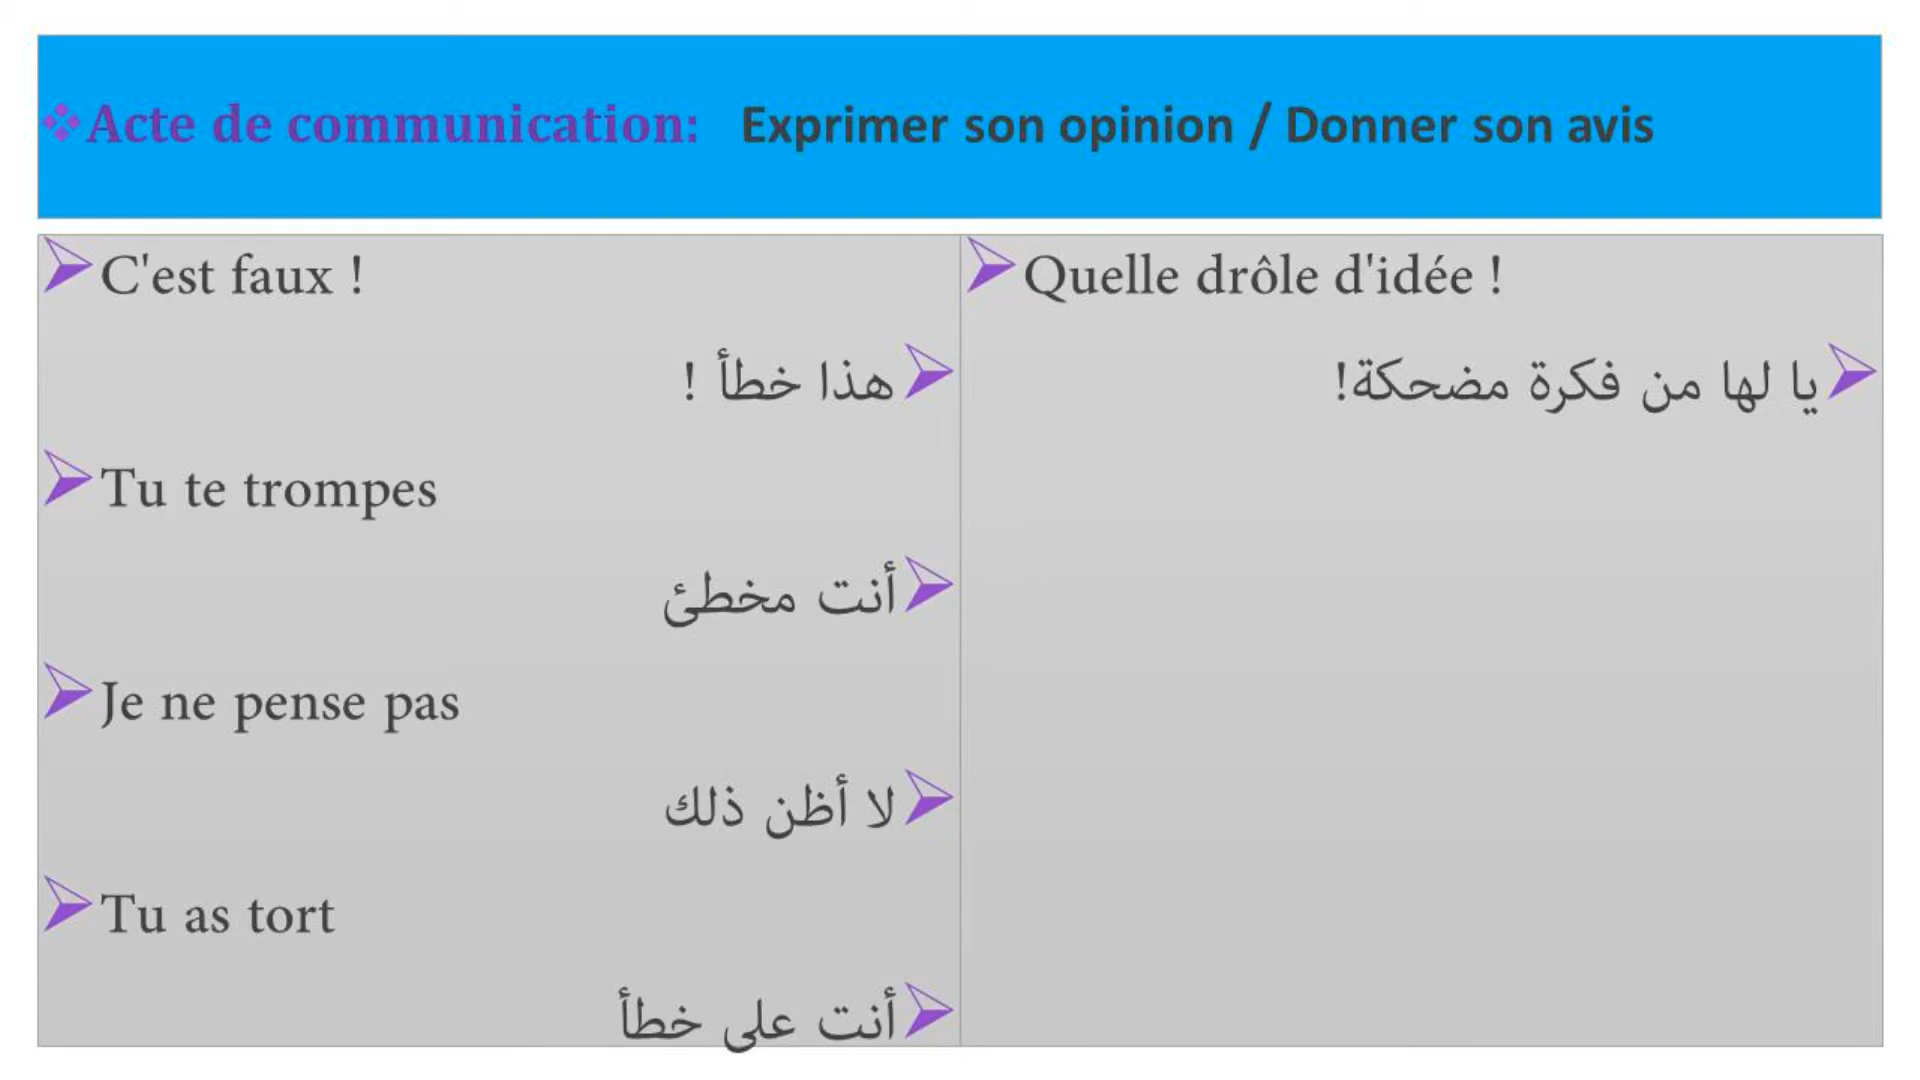 Acte de communication: Exprimer son opinion / Donner son avis
C'est faux !
هذا خطأ !
Tu te trompes
أنت مخطئ
Je ne pense pas
لا أظن ذلك
Tu as tort
أنت على خطأ
Quelle drôle d'idée !
يا لها من فكرة مضحكة!